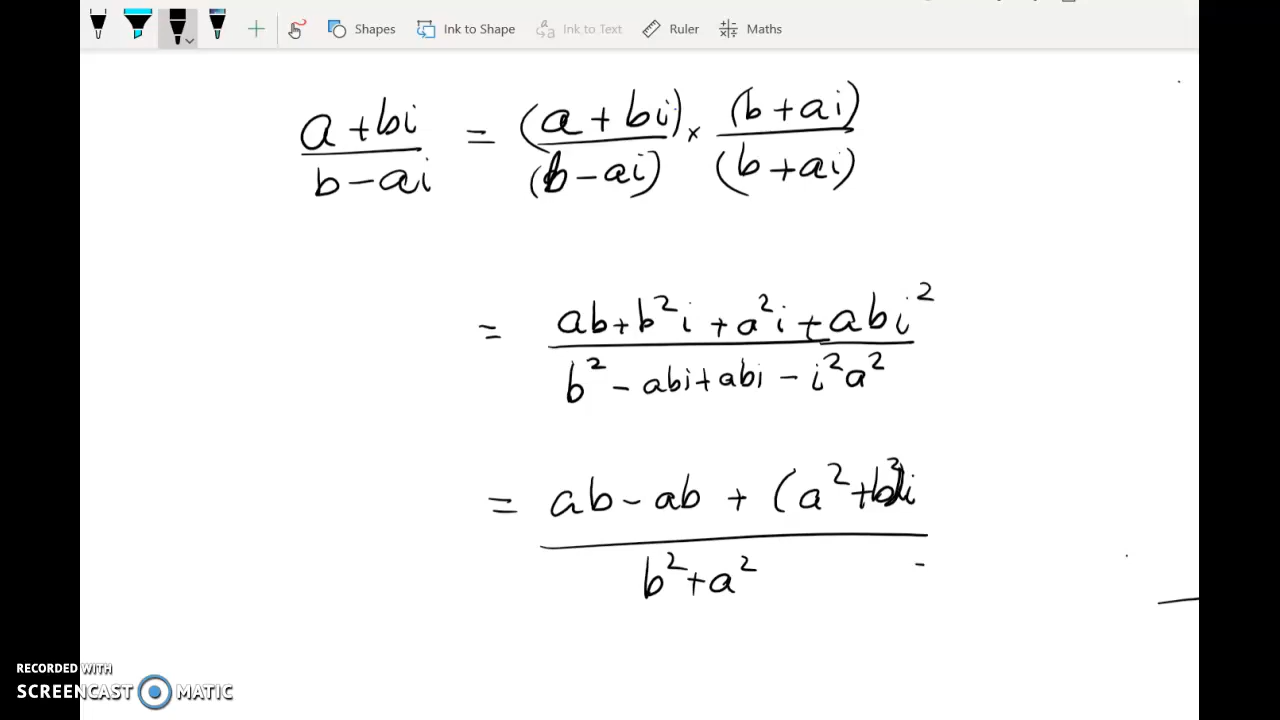 Shapes Ink to Shape Ink to Text Ruler Maths
a+bi / b-ai = (a+bi) / (b-ai) × (b+ai) / (b+ai)
= ab+b²i+a²i+abi² / b²-abi+abi-i²a²
= ab-ab+(a²+b²)i / b²+a²
RECORDED WITH
SCREENCAST MATIC